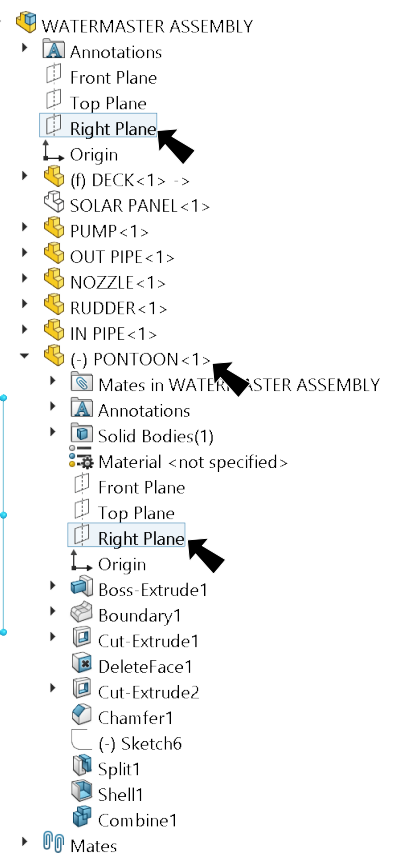 WATERMASTER ASSEMBLY
Annotations
Front Plane
Top Plane
Right Plane
Origin
(f) DECK<1> ->
SOLAR PANEL<1>
PUMP<1>
OUT PIPE<1>
NOZZLE<1>
RUDDER<1>
IN PIPE<1>
(-) PONTOON<1>
Mates in WATERMASTER ASSEMBLY
Annotations
Solid Bodies(1)
Material <not specified>
Front Plane
Top Plane
Right Plane
Origin
Boss-Extrude1
Boundary1
Cut-Extrude1
DeleteFace1
Cut-Extrude2
Chamfer1
(-) Sketch6
Split1
Shell1
Combine1
Mates